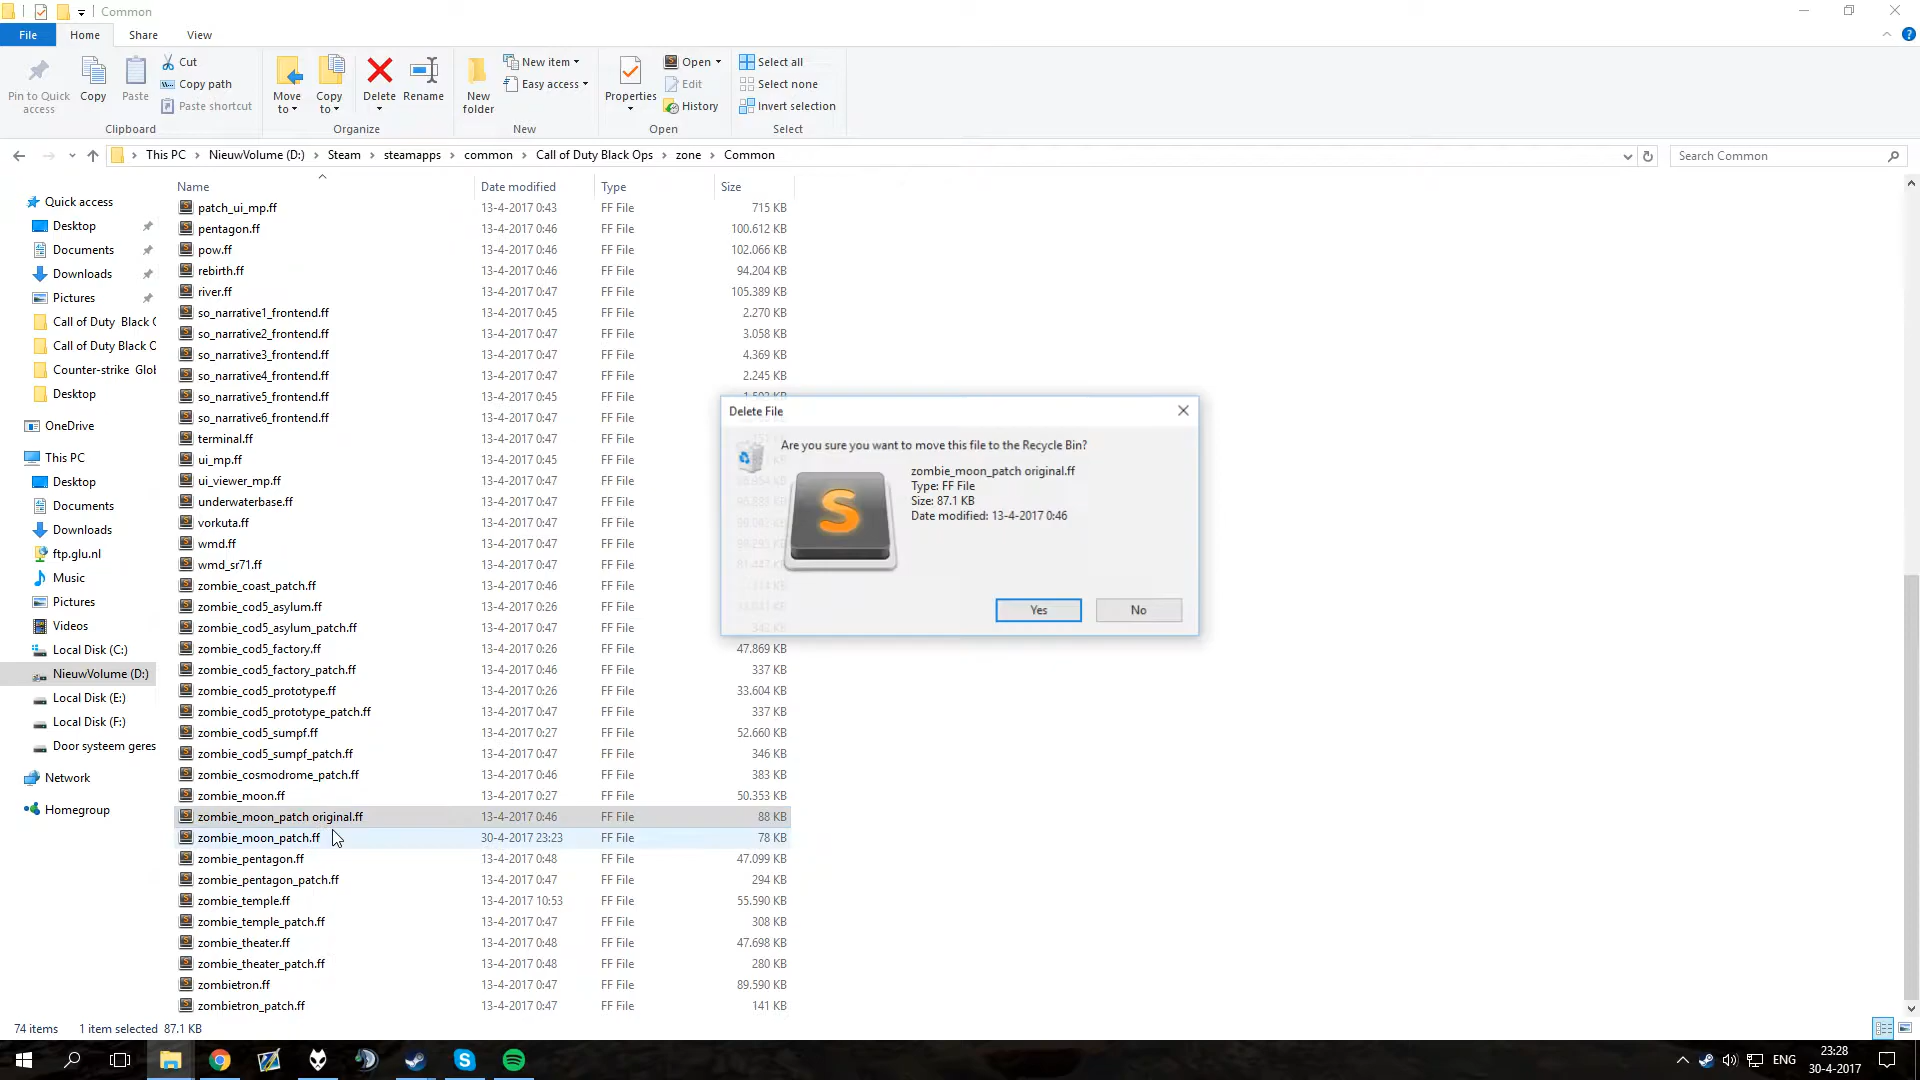 Common
File Home Share View
Pin to Quick access
Copy
Paste
Cut
Copy path
Paste shortcut
Clipboard
Move to
Copy to
Delete
Rename
Organize
New folder
New item
Easy access
New
Properties
Open
Edit
History
Open
Select all
Select none
Invert selection
Select
This PC > NieuwVolume (D:) > Steam > steamapps > common > Call of Duty Black Ops > zone > Common
Search Common
Quick access
Desktop
Documents
Downloads
Pictures
Call of Duty Black
Call of Duty Black O
Counter-strike Glob
Desktop
OneDrive
This PC
Desktop
Documents
Downloads
ftp.glu.nl
Music
Pictures
Videos
Local Disk (C:)
NieuwVolume (D:)
Local Disk (E:)
Local Disk (F:)
Door systeem geres
Network
Homegroup
Name Date modified Type Size
patch_ui_mp.ff 13-4-2017 0:43 FF File 715 KB
pentagon.ff 13-4-2017 0:46 FF File 100.612 KB
pow.ff 13-4-2017 0:46 FF File 102.066 KB
rebirth.ff 13-4-2017 0:46 FF File 94.204 KB
river.ff 13-4-2017 0:47 FF File 105.389 KB
so_narrative1_frontend.ff 13-4-2017 0:45 FF File 2.270 KB
so_narrative2_frontend.ff 13-4-2017 0:47 FF File 3.058 KB
so_narrative3_frontend.ff 13-4-2017 0:47 FF File 4.369 KB
so_narrative4_frontend.ff 13-4-2017 0:47 FF File 2.245 KB
so_narrative5_frontend.ff 13-4-2017 0:45 FF File
so_narrative6_frontend.ff 13-4-2017 0:47 FF File
terminal.ff 13-4-2017 0:47 FF File
ui_mp.ff 13-4-2017 0:45 FF File
ui_viewer_mp.ff 13-4-2017 0:47 FF File
underwaterbase.ff 13-4-2017 0:47 FF File
vorkuta.ff 13-4-2017 0:47 FF File
wmd.ff 13-4-2017 0:47 FF File
wmd_sr71.ff 13-4-2017 0:47 FF File
zombie_coast_patch.ff 13-4-2017 0:46 FF File
zombie_cod5_asylum.ff 13-4-2017 0:26 FF File
zombie_cod5_asylum_patch.ff 13-4-2017 0:47 FF File
zombie_cod5_factory.ff 13-4-2017 0:26 FF File 47.869 KB
zombie_cod5_factory_patch.ff 13-4-2017 0:46 FF File 337 KB
zombie_cod5_prototype.ff 13-4-2017 0:26 FF File 33.604 KB
zombie_cod5_prototype_patch.ff 13-4-2017 0:47 FF File 337 KB
zombie_cod5_sumpf.ff 13-4-2017 0:27 FF File 52.660 KB
zombie_cod5_sumpf_patch.ff 13-4-2017 0:47 FF File 346 KB
zombie_cosmodrome_patch.ff 13-4-2017 0:46 FF File 383 KB
zombie_moon.ff 13-4-2017 0:27 FF File 50.353 KB
zombie_moon_patch original.ff 13-4-2017 0:46 FF File 88 KB
zombie_moon_patch.ff 30-4-2017 23:23 FF File 78 KB
zombie_pentagon.ff 13-4-2017 0:48 FF File 47.099 KB
zombie_pentagon_patch.ff 13-4-2017 0:47 FF File 294 KB
zombie_temple.ff 13-4-2017 10:53 FF File 55.590 KB
zombie_temple_patch.ff 13-4-2017 0:47 FF File 308 KB
zombie_theater.ff 13-4-2017 0:48 FF File 47.698 KB
zombie_theater_patch.ff 13-4-2017 0:48 FF File 280 KB
zombietron.ff 13-4-2017 0:47 FF File 89.590 KB
zombietron_patch.ff 13-4-2017 0:47 FF File 141 KB
Delete File
Are you sure you want to move this file to the Recycle Bin?
zombie_moon_patch original.ff
Type: FF File
Size: 87.1 KB
Date modified: 13-4-2017 0:46
Yes No
74 items 1 item selected 87.1 KB
ENG
23:28
30-4-2017